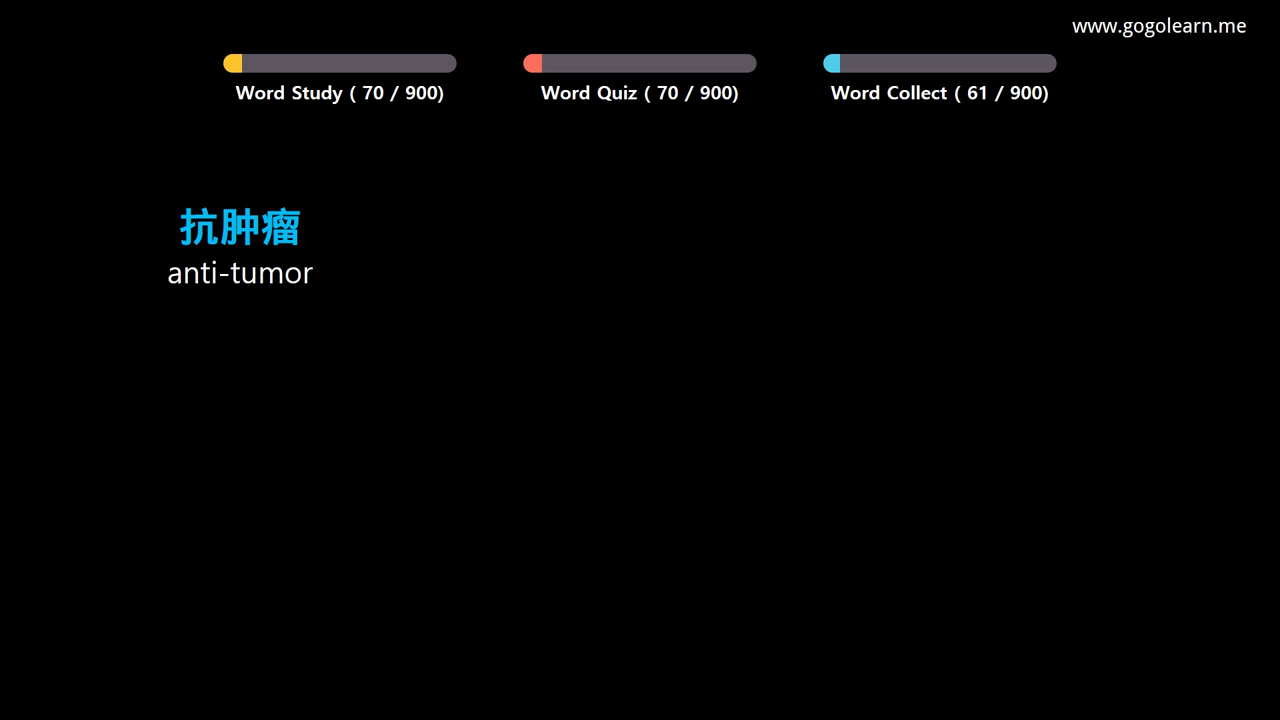 www.gogolearn.me
Word Study ( 70 / 900)
Word Quiz ( 70 / 900)
Word Collect ( 61 / 900)
抗肿瘤
anti-tumor